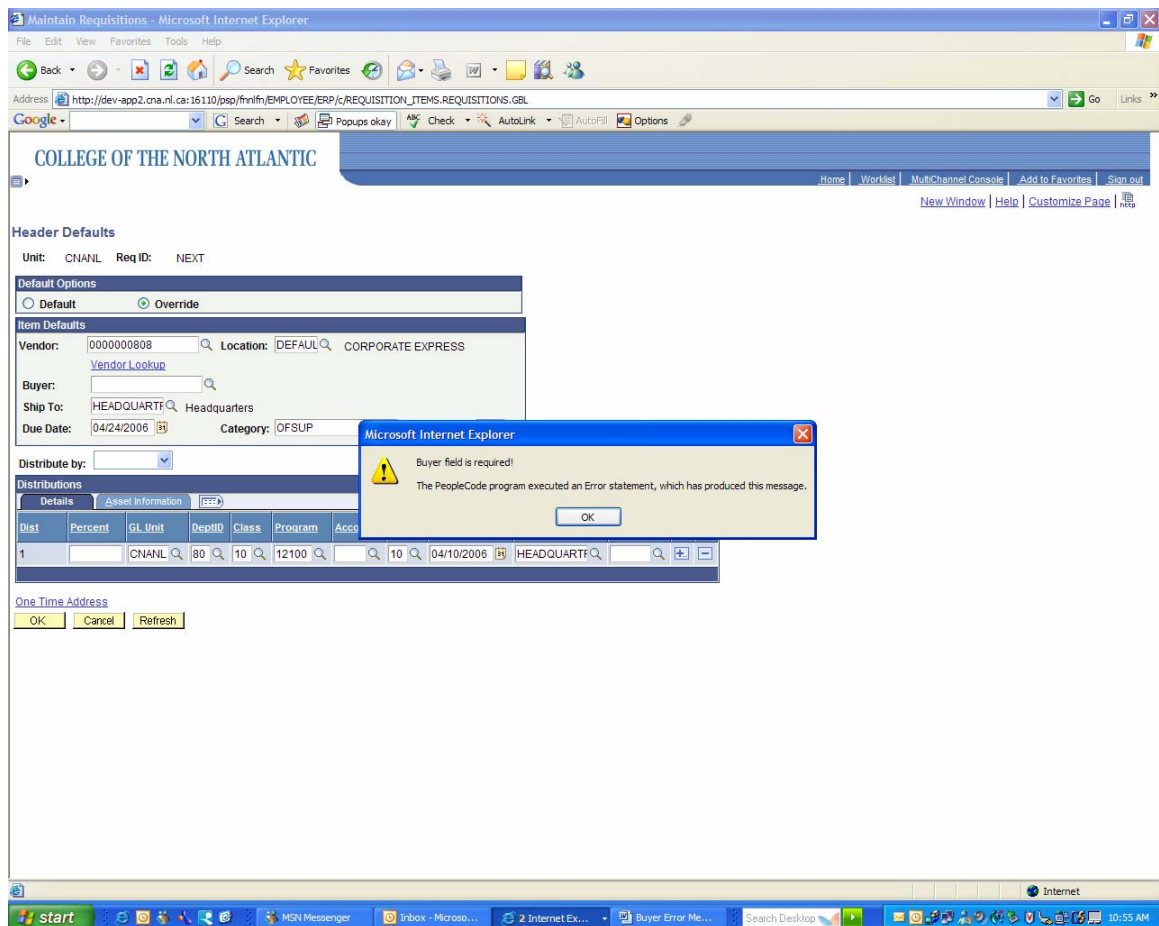 Maintain Requisitions - Microsoft Internet Explorer
File Edit View Favorites Tools Help
Back Search Favorites
Address http://dev-app2.cna.nl.ca:16110/psp/fnnlfn/EMPLOYEE/ERP/c/REQUISITION_ITEMS.REQUISITIONS.GBL Go Links »
Google Search Popups okay ABC Check AutoLink AutoFill Options
COLLEGE OF THE NORTH ATLANTIC
Home Worklist MultiChannel Console Add to Favorites Sign out
New Window | Help | Customize Page | http
Header Defaults
Unit: CNANL Req ID: NEXT
Default Options
Default Override
Item Defaults
Vendor: 0000000808 Location: DEFAUL CORPORATE EXPRESS
Vendor Lookup
Buyer:
Ship To: HEADQUARTE Headquarters
Due Date: 04/24/2006 31 Category: OFSUP
Microsoft Internet Explorer
Buyer field is required!
The PeopleCode program executed an Error statement, which has produced this message.
OK
Distribute by:
Distributions
Details Asset Information
Dist Percent GL Unit DeptID Class Program Acco
1 CNANL 80 10 12100 10 04/10/2006 31 HEADQUARTE
One Time Address
OK Cancel Refresh
Internet
start MSN Messenger Inbox - Microso... 2 Internet Ex... Buyer Error Me... Search Desktop 10:55 AM